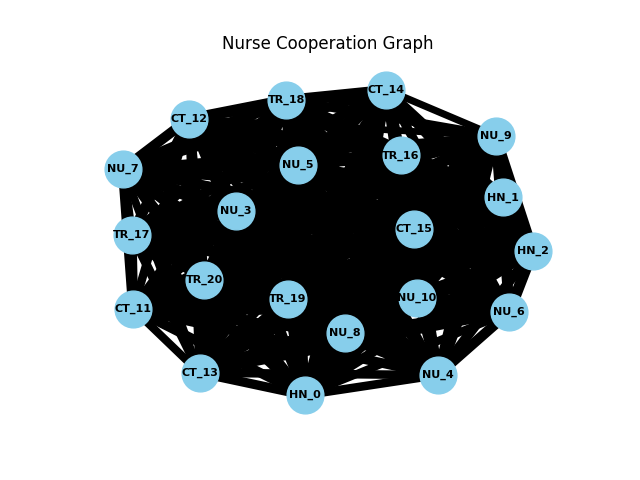 Nurse Cooperation Graph
CT_14
TR_18
CT_12
NU_9
TR_16
NU_5
NU_7
HN_1
NU_3
CT_15
TR_17
HN_2
TR_20
NU_10
TR_19
CT_11
NU_6
NU_8
CT_13
NU_4
HN_0